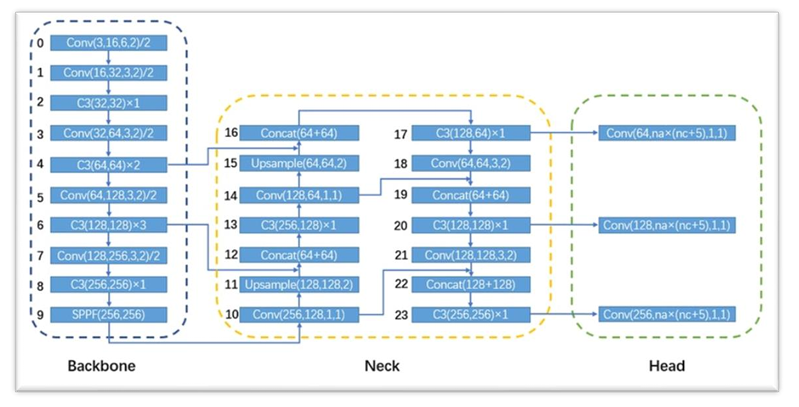 0 Conv(3,16,6,2)/2
1 Conv(16,32,3,2)/2
2 C3(32,32)×1
3 Conv(32,64,3,2)/2
4 C3(64,64)×2
5 Conv(64,128,3,2)/2
6 C3(128,128)×3
7 Conv(128,256,3,2)/2
8 C3(256,256)×1
9 SPPF(256,256)
Backbone
16 Concat(64+64)
15 Upsample(64,64,2)
14 Conv(128,64,1,1)
13 C3(256,128)×1
12 Concat(64+64)
11 Upsample(128,128,2)
10 Conv(256,128,1,1)
17 C3(128,64)×1
18 Conv(64,64,3,2)
19 Concat(64+64)
20 C3(128,128)×1
21 Conv(128,128,3,2)
22 Concat(128+128)
23 C3(256,256)×1
Neck
Conv(64,na×(nc+5),1,1)
Conv(128,na×(nc+5),1,1)
Conv(256,na×(nc+5),1,1)
Head